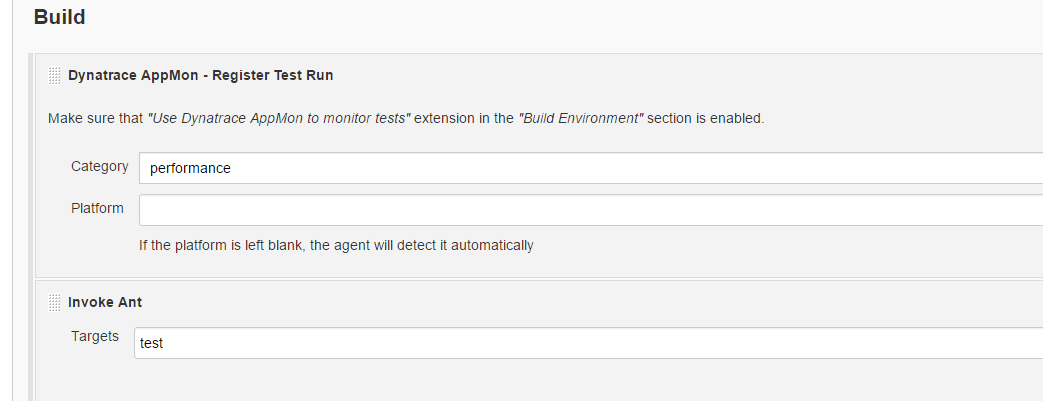 Build
Dynatrace AppMon - Register Test Run
Make sure that "Use Dynatrace AppMon to monitor tests" extension in the "Build Environment" section is enabled.
Category performance
Platform
If the platform is left blank, the agent will detect it automatically
Invoke Ant
Targets test